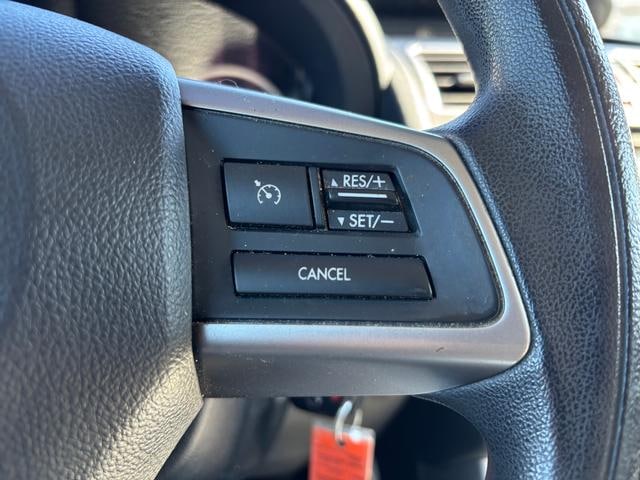 ▲ RES/+
▼ SET/−
CANCEL